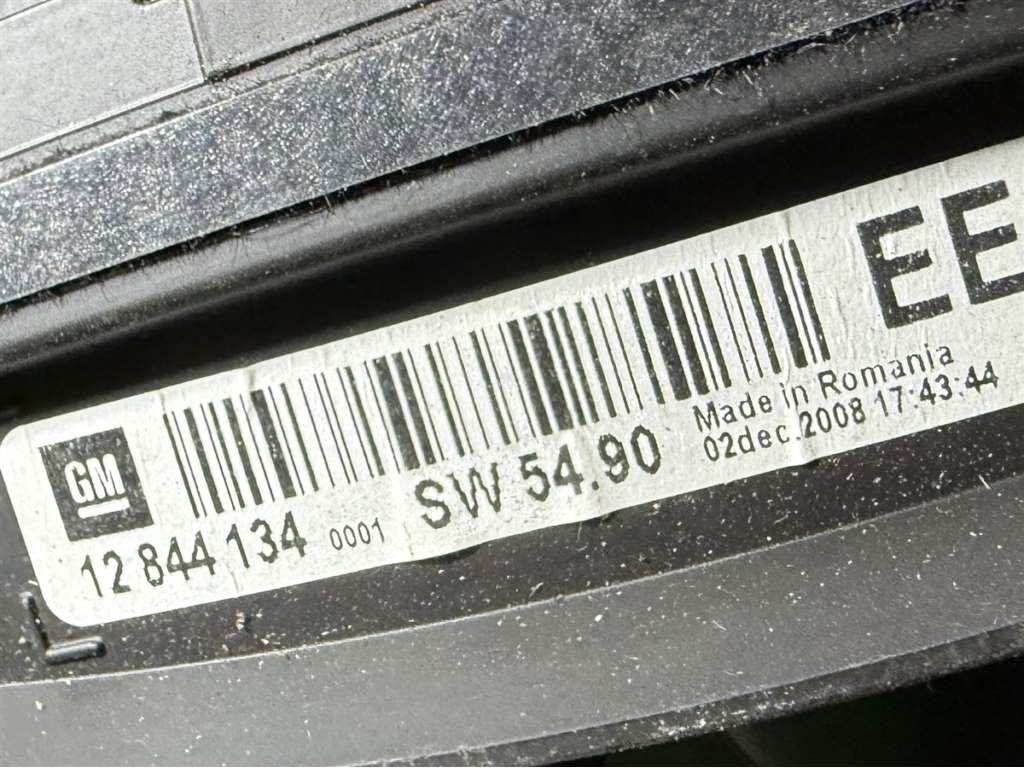 EE
Made in Romania
02dec.2008 17:43:44
GM
12 844 134 0001 SW 54.90
L